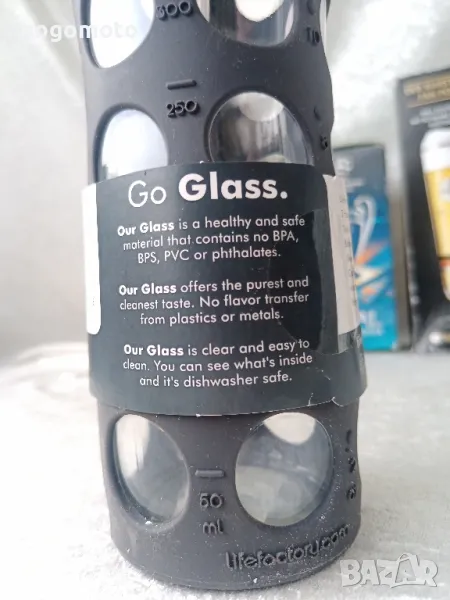 300
250
Go Glass.
Our Glass is a healthy and safe
material that contains no BPA,
BPS, PVC or phthalates.
Our Glass offers the purest and
cleanest taste. No flavor transfer
from plastics or metals.
Our Glass is clear and easy to
clean. You can see what's inside
and it's dishwasher safe.
50
ml
Lifefactory.com
BAZAR